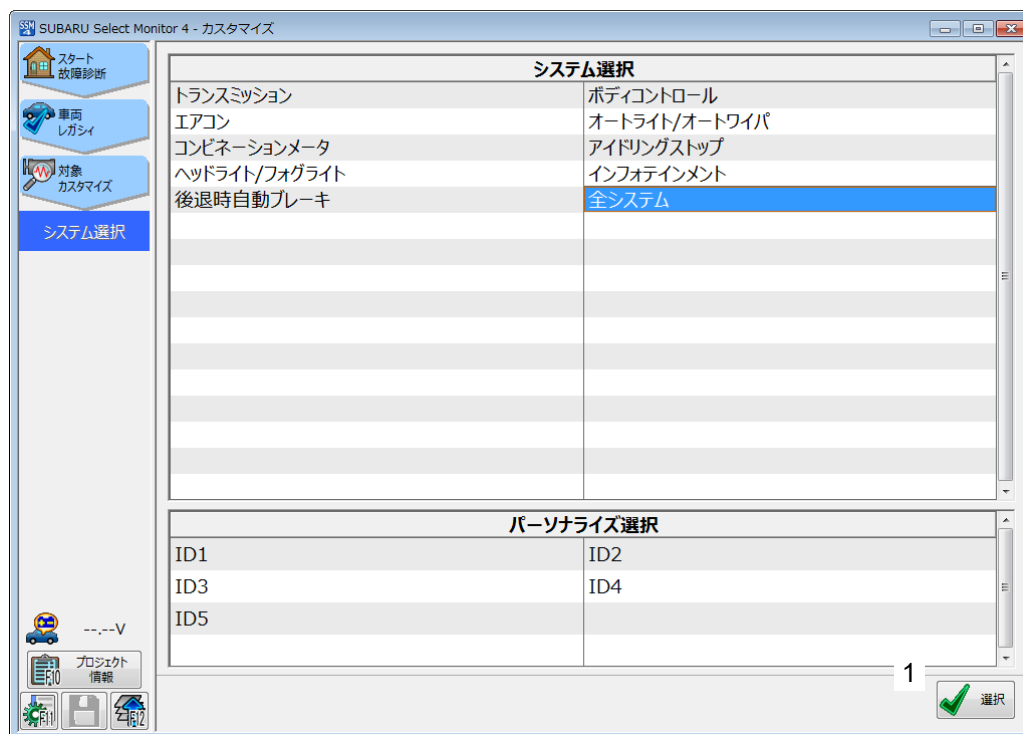 SUBARU Select Monitor 4 - カスタマイズ
スタート
故障診断
車両
レガシィ
対象
カスタマイズ
システム選択
システム選択
トランスミッション ボディコントロール
エアコン オートライト/オートワイパ
コンビネーションメータ アイドリングストップ
ヘッドライト/フォグライト インフォテインメント
後退時自動ブレーキ 全システム
パーソナライズ選択
ID1 ID2
ID3 ID4
ID5
--.--V
プロジェクト
情報
F10
F11
F12
1
選択